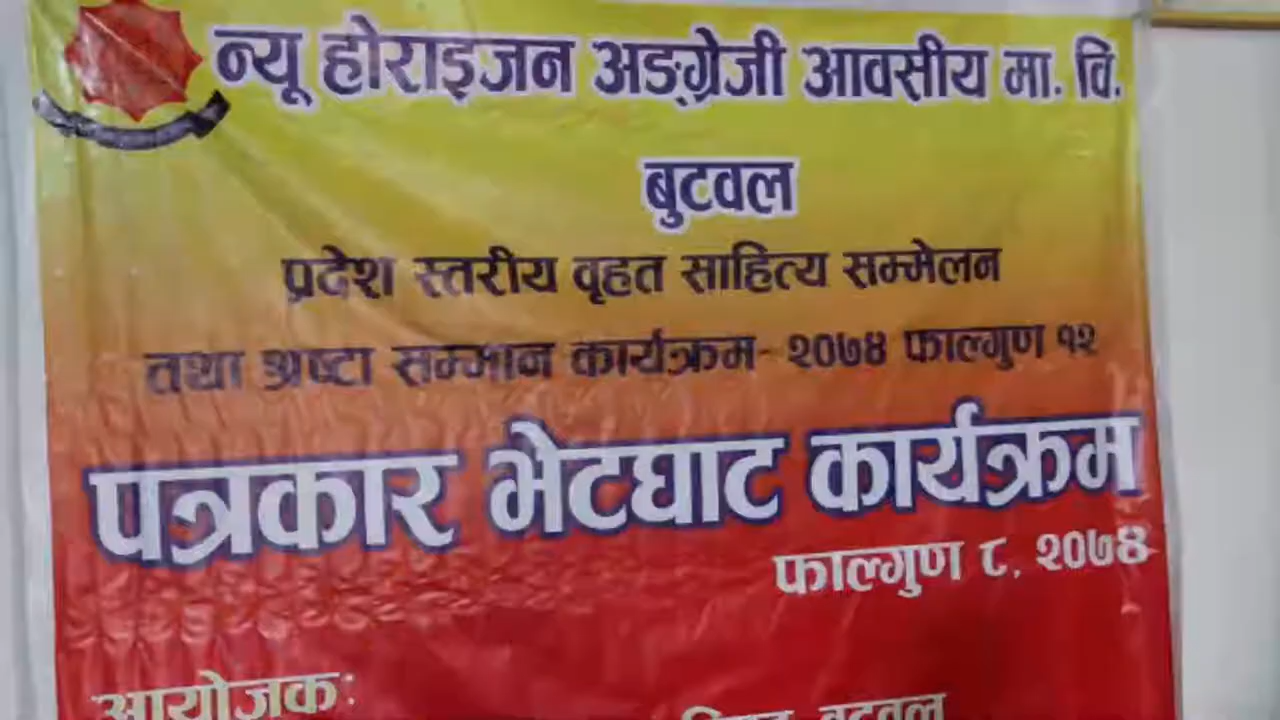 न्यू होराइजन अङ्ग्रेजी आवसीय मा. वि.
बुटवल
प्रदेश स्तरीय वृहत साहित्य सम्मेलन
तथा श्रष्टा सम्मान कार्यक्रम- २०७४ फाल्गुण १२
पत्रकार भेटघाट कार्यक्रम
फाल्गुण ८, २०७४
आयोजकः
बुटवल